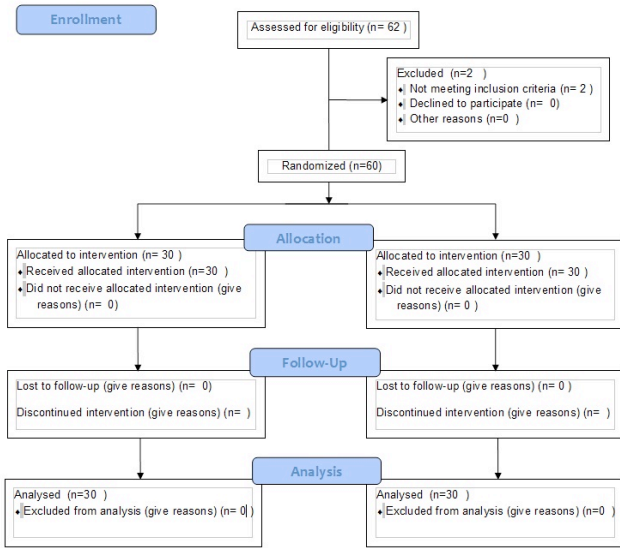 Enrollment
Assessed for eligibility (n= 62 )
Excluded (n=2 )
Not meeting inclusion criteria (n= 2 )
Declined to participate (n= 0)
Other reasons (n=0 )
Randomized (n=60)
Allocation
Allocated to intervention (n= 30 )
Received allocated intervention (n=30 )
Did not receive allocated intervention (give
reasons) (n= 0)
Allocated to intervention (n=30 )
Received allocated intervention (n= 30 )
Did not receive allocated intervention (give
reasons) (n= 0 )
Follow-Up
Lost to follow-up (give reasons) (n= 0)
Discontinued intervention (give reasons) (n= )
Lost to follow-up (give reasons) (n= 0 )
Discontinued intervention (give reasons) (n= )
Analysis
Analysed (n=30 )
Excluded from analysis (give reasons) (n= 0 )
Analysed (n=30 )
Excluded from analysis (give reasons) (n=0 )